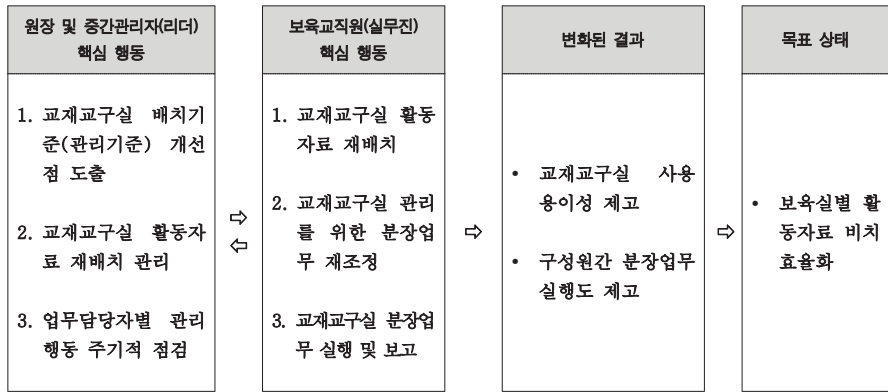 원장 및 중간관리자(리더)
핵심 행동
1. 교재교구실 배치기
준(관리기준) 개선
점 도출
2. 교재교구실 활동자
료 재배치 관리
3. 업무담당자별 관리
행동 주기적 점검
⇨
⇦
보육교직원(실무진)
핵심 행동
1. 교재교구실 활동
자료 재배치
2. 교재교구실 관리
를 위한 분장업
무 재조정
3. 교재교구실 분장업
무 실행 및 보고
⇨
변화된 결과
• 교재교구실 사용
용이성 제고
• 구성원간 분장업무
실행도 제고
⇨
목표 상태
• 보육실별 활
동자료 비치
효율화